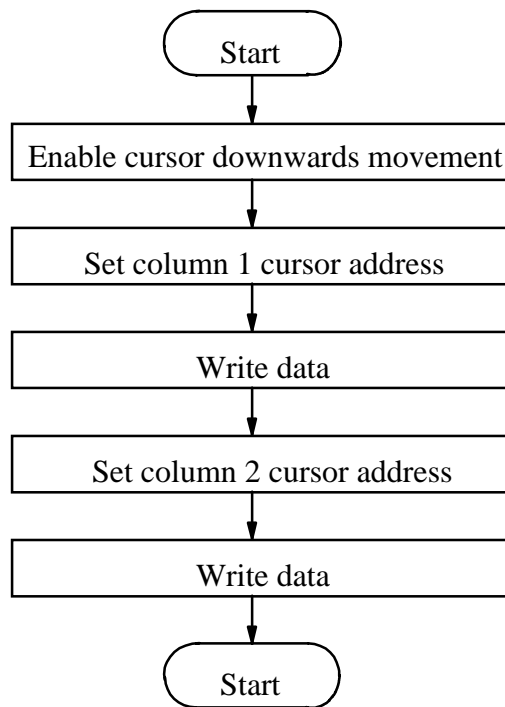 Start
Enable cursor downwards movement
Set column 1 cursor address
Write data
Set column 2 cursor address
Write data
Start